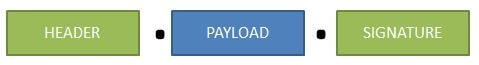 HEADER . PAYLOAD . SIGNATURE